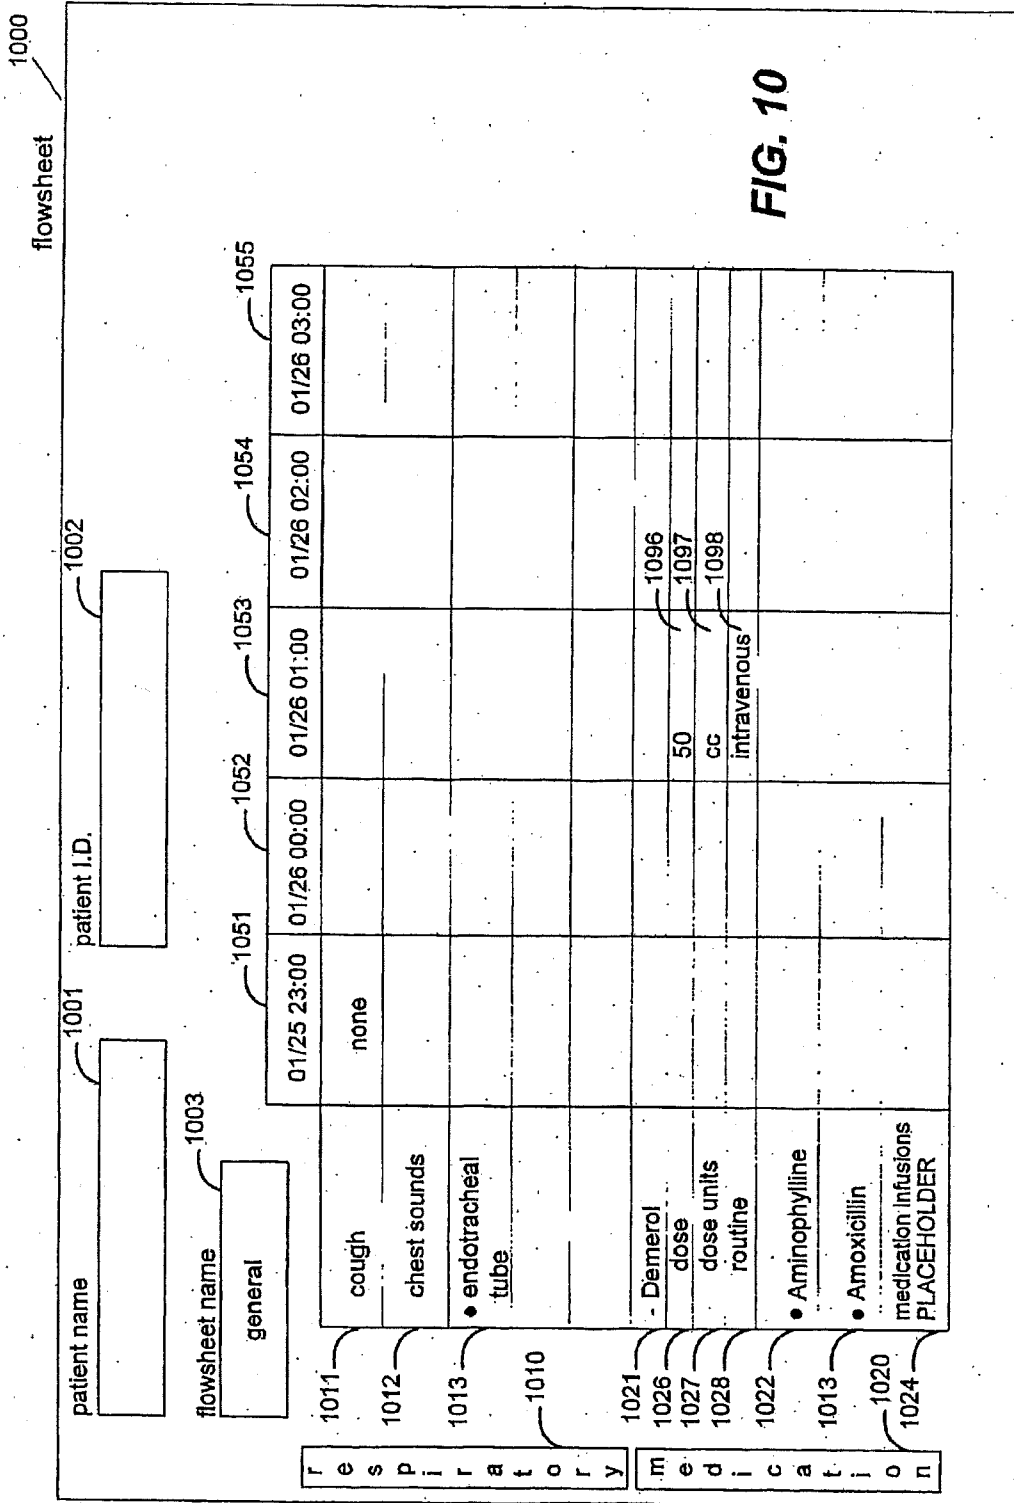 flowsheet
1000
patient name
1001
patient I.D.
1002
flowsheet name
1003
general
1051
1052
1053
1054
1055
01/25 23:00
01/26 00:00
01/26 01:00
01/26 02:00
01/26 03:00
respiratory
1010
1011
cough
none
1012
chest sounds
1013
• endotracheal
tube
medication
1020
1021
- Demerol
1026
dose
50
1096
1027
dose units
cc
1097
1028
routine
intravenous
1098
1022
• Aminophylline
1013
• Amoxicillin
1024
medication infusions
PLACEHOLDER
FIG. 10